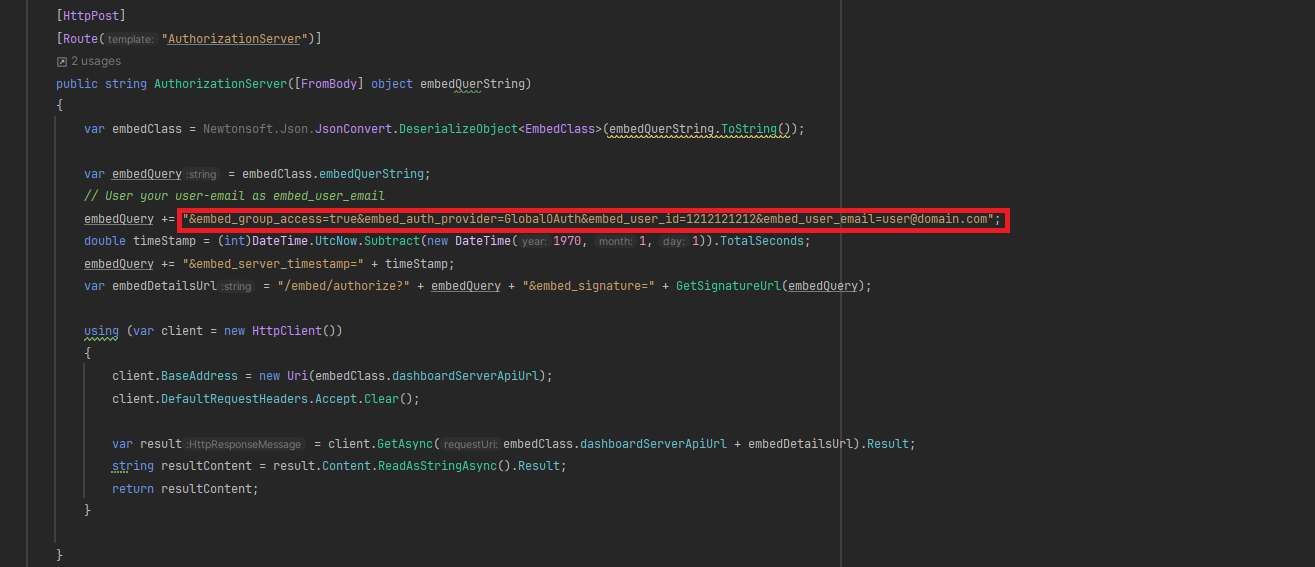 [HttpPost]
[Route(template: "AuthorizationServer")]
2 usages
public string AuthorizationServer([FromBody] object embedQuerString)
{
var embedClass = Newtonsoft.Json.JsonConvert.DeserializeObject<EmbedClass>(embedQuerString.ToString());
var embedQuery :string = embedClass.embedQuerString;
// User your user-email as embed_user_email
embedQuery += "&embed_group_access=true&embed_auth_provider=GlobalOAuth&embed_user_id=1212121212&embed_user_email=user@domain.com";
double timeStamp = (int)DateTime.UtcNow.Subtract(new DateTime( year: 1970, month: 1, day: 1)).TotalSeconds;
embedQuery += "&embed_server_timestamp=" + timeStamp;
var embedDetailsUrl :string = "/embed/authorize?" + embedQuery + "&embed_signature=" + GetSignatureUrl(embedQuery);
using (var client = new HttpClient())
{
client.BaseAddress = new Uri(embedClass.dashboardServerApiUrl);
client.DefaultRequestHeaders.Accept.Clear();
var result :HttpResponseMessage = client.GetAsync( requestUri: embedClass.dashboardServerApiUrl + embedDetailsUrl).Result;
string resultContent = result.Content.ReadAsStringAsync().Result;
return resultContent;
}
}